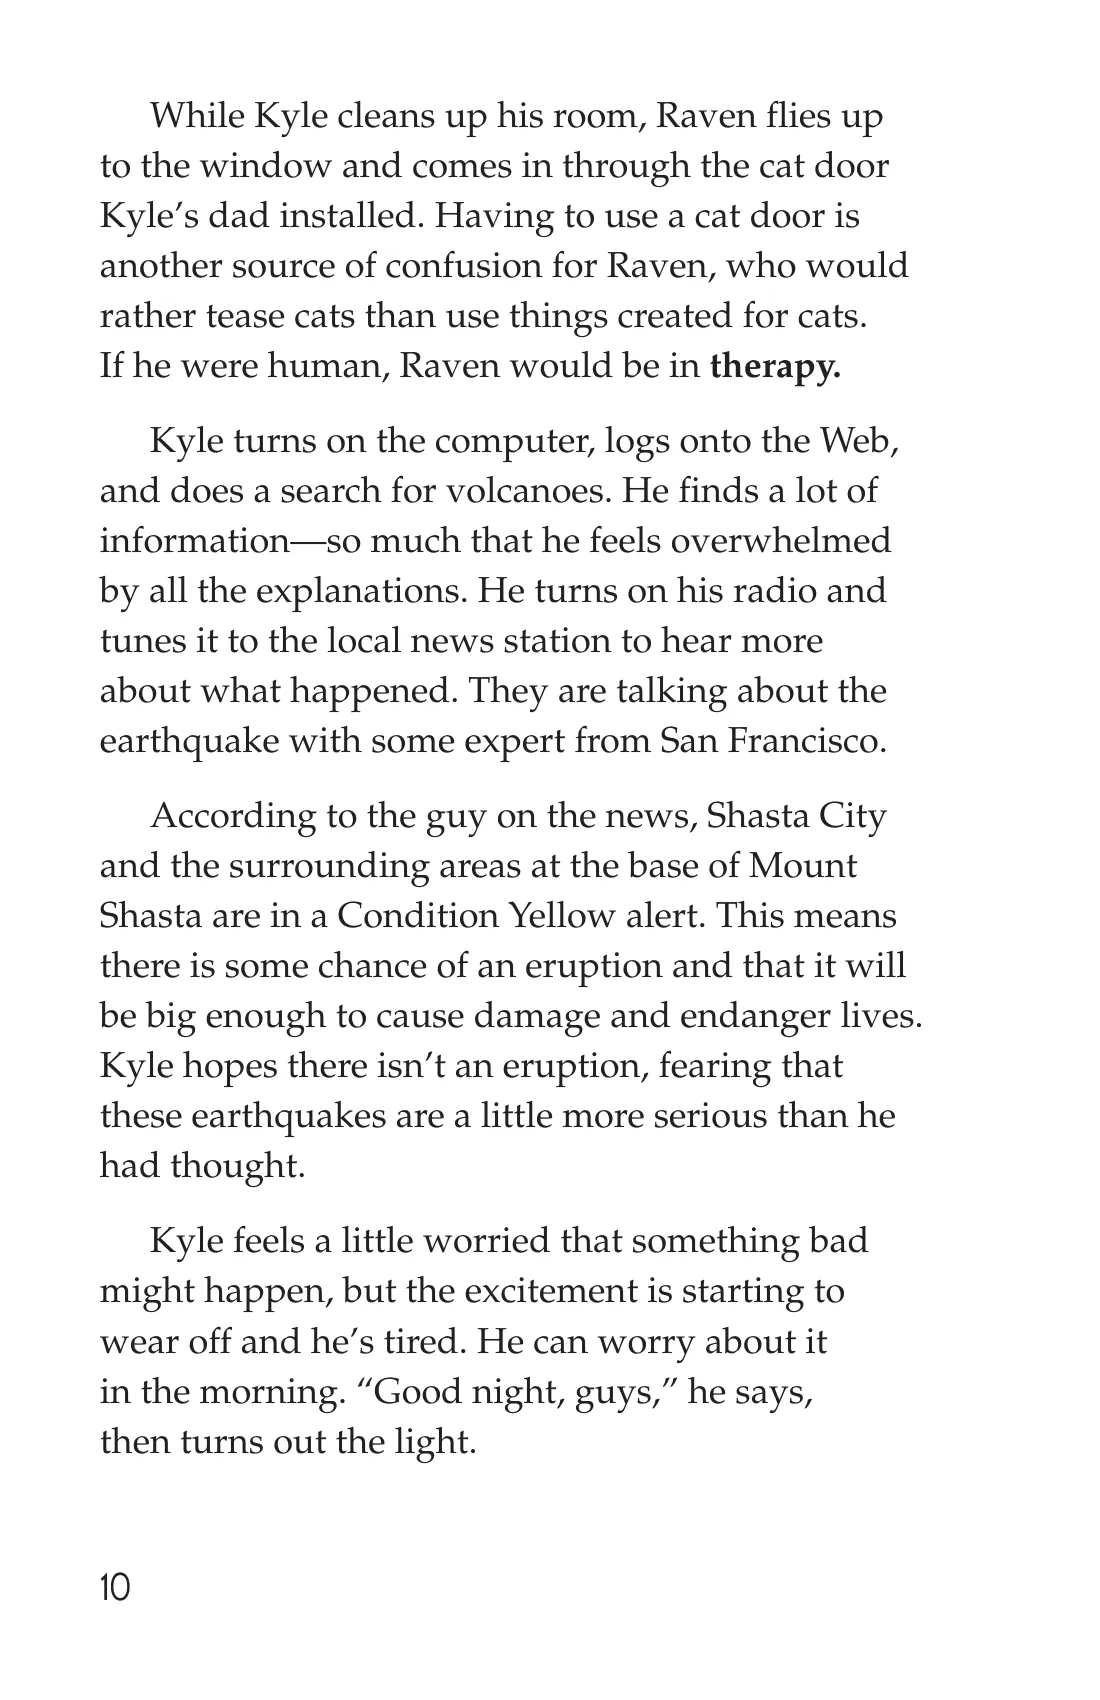 While Kyle cleans up his room, Raven flies up
to the window and comes in through the cat door
Kyle’s dad installed. Having to use a cat door is
another source of confusion for Raven, who would
rather tease cats than use things created for cats.
If he were human, Raven would be in therapy.
Kyle turns on the computer, logs onto the Web,
and does a search for volcanoes. He finds a lot of
information—so much that he feels overwhelmed
by all the explanations. He turns on his radio and
tunes it to the local news station to hear more
about what happened. They are talking about the
earthquake with some expert from San Francisco.
According to the guy on the news, Shasta City
and the surrounding areas at the base of Mount
Shasta are in a Condition Yellow alert. This means
there is some chance of an eruption and that it will
be big enough to cause damage and endanger lives.
Kyle hopes there isn’t an eruption, fearing that
these earthquakes are a little more serious than he
had thought.
Kyle feels a little worried that something bad
might happen, but the excitement is starting to
wear off and he’s tired. He can worry about it
in the morning. “Good night, guys,” he says,
then turns out the light.
10